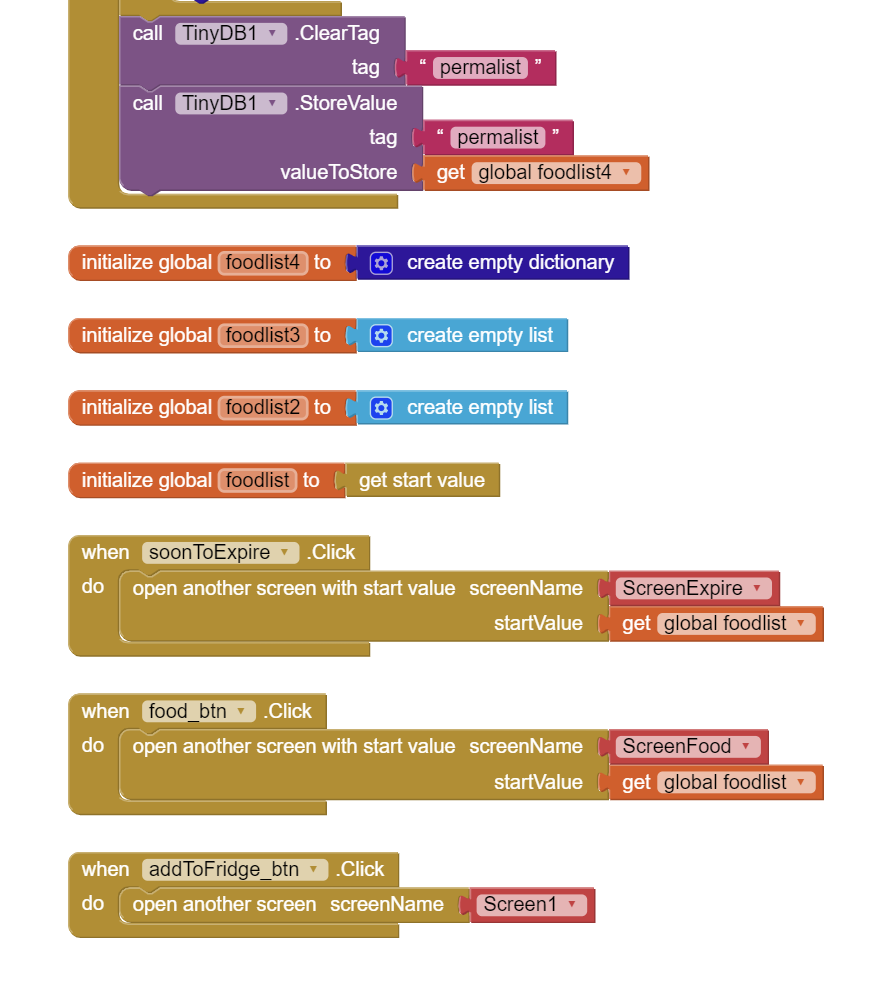 call TinyDB1 .ClearTag
tag “ permalist ”
call TinyDB1 .StoreValue
tag “ permalist ”
valueToStore get global foodlist4
initialize global foodlist4 to create empty dictionary
initialize global foodlist3 to create empty list
initialize global foodlist2 to create empty list
initialize global foodlist to get start value
when soonToExpire .Click
do open another screen with start value screenName ScreenExpire
startValue get global foodlist
when food_btn .Click
do open another screen with start value screenName ScreenFood
startValue get global foodlist
when addToFridge_btn .Click
do open another screen screenName Screen1